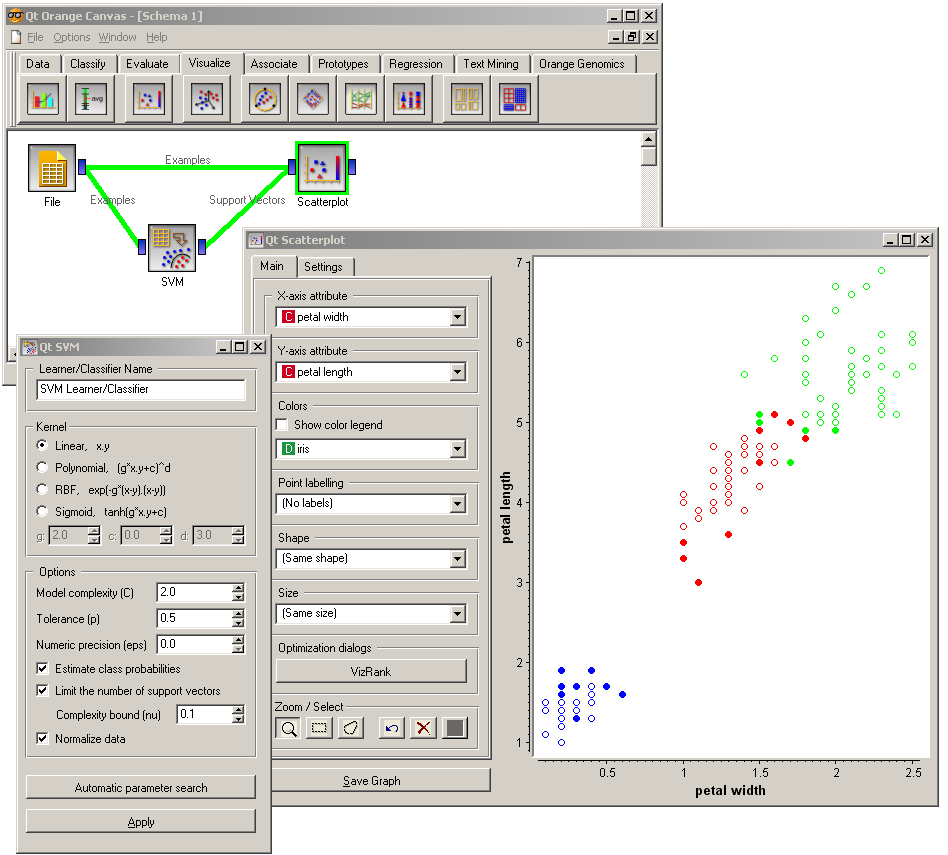 Qt Orange Canvas - [Schema 1]
File Options Window Help
Data Classify Evaluate Visualize Associate Prototypes Regression Text Mining Orange Genomics
avg
Examples
File
Examples
Support Vectors
Scatterplot
SVM
Qt Scatterplot
Main Settings
X-axis attribute
C petal width
Y-axis attribute
C petal length
Colors
Show color legend
D iris
Point labelling
(No labels)
Shape
(Same shape)
Size
(Same size)
Optimization dialogs
VizRank
Zoom / Select
Save Graph
7
6
5
4
3
2
1
petal length
0.5 1 1.5 2 2.5
petal width
Qt SVM
Learner/Classifier Name
SVM Learner/Classifier
Kernel
Linear, x.y
Polynomial, (g*x.y+c)^d
RBF, exp(-g*(x-y).(x-y))
Sigmoid, tanh(g*x.y+c)
g: 2.0 c: 0.0 d: 3.0
Options
Model complexity (C) 2.0
Tolerance (p) 0.5
Numeric precision (eps) 0.0
Estimate class probabilities
Limit the number of support vectors
Complexity bound (nu) 0.1
Normalize data
Automatic parameter search
Apply